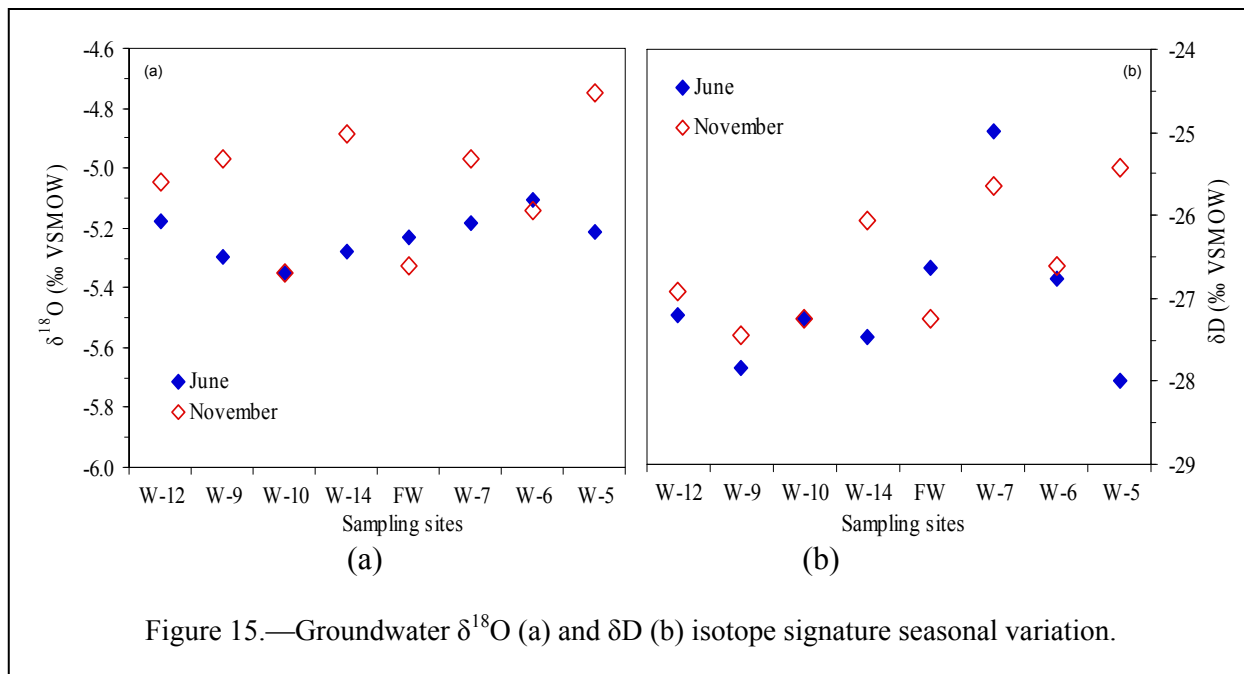 (a)
-4.6
-4.8
-5.0
-5.2
-5.4
-5.6
-5.8
-6.0
δ¹⁸O (‰ VSMOW)
June
November
W-12 W-9 W-10 W-14 FW W-7 W-6 W-5
Sampling sites
(a)
(b)
June
November
-24
-25
-26
-27
-28
-29
δD (‰ VSMOW)
W-12 W-9 W-10 W-14 FW W-7 W-6 W-5
Sampling sites
(b)
Figure 15.—Groundwater δ¹⁸O (a) and δD (b) isotope signature seasonal variation.